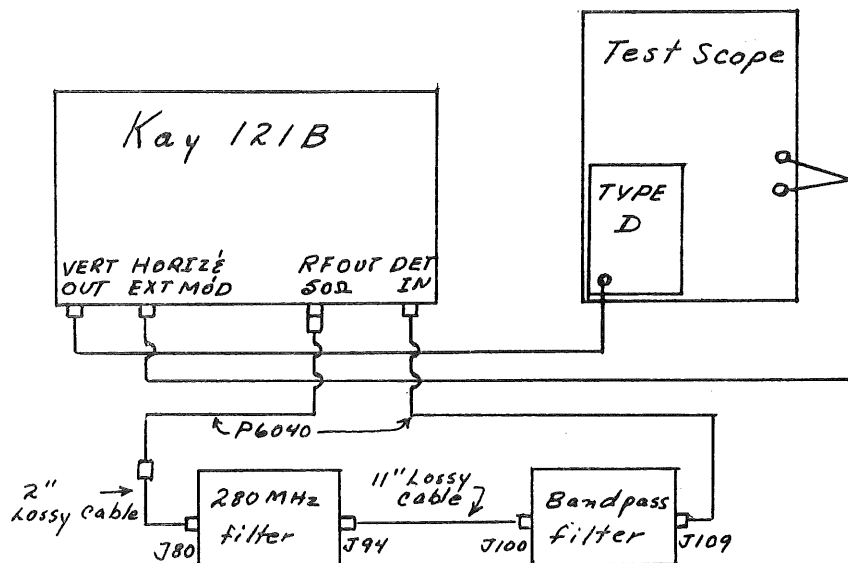 Test Scope
Kay 121B
TYPE
D
VERT
OUT
HORIZ &
EXT MOD
RF OUT
50Ω
DET
IN
P6040
2"
Lossy Cable
280 MHz
filter
11" Lossy
Cable
Bandpass
filter
J80
J94
J100
J109